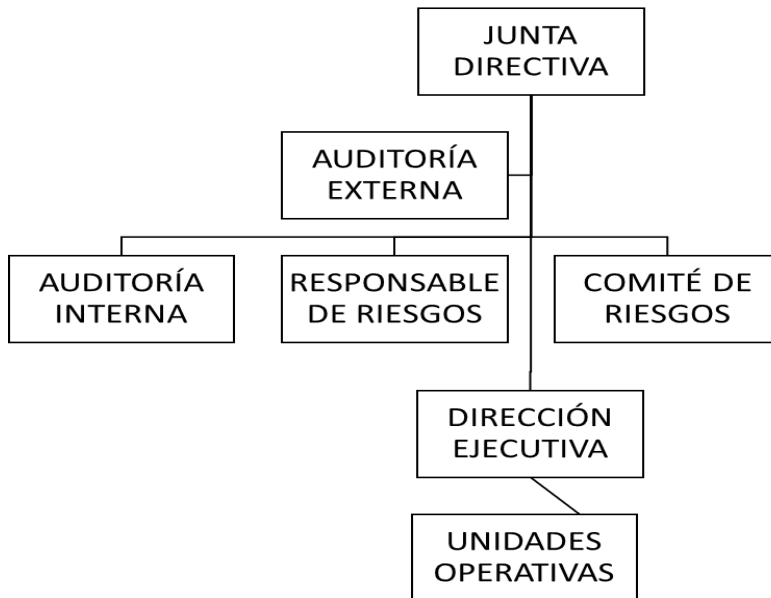 JUNTA
DIRECTIVA
AUDITORÍA
EXTERNA
AUDITORÍA
INTERNA
RESPONSABLE
DE RIESGOS
COMITÉ DE
RIESGOS
DIRECCIÓN
EJECUTIVA
UNIDADES
OPERATIVAS